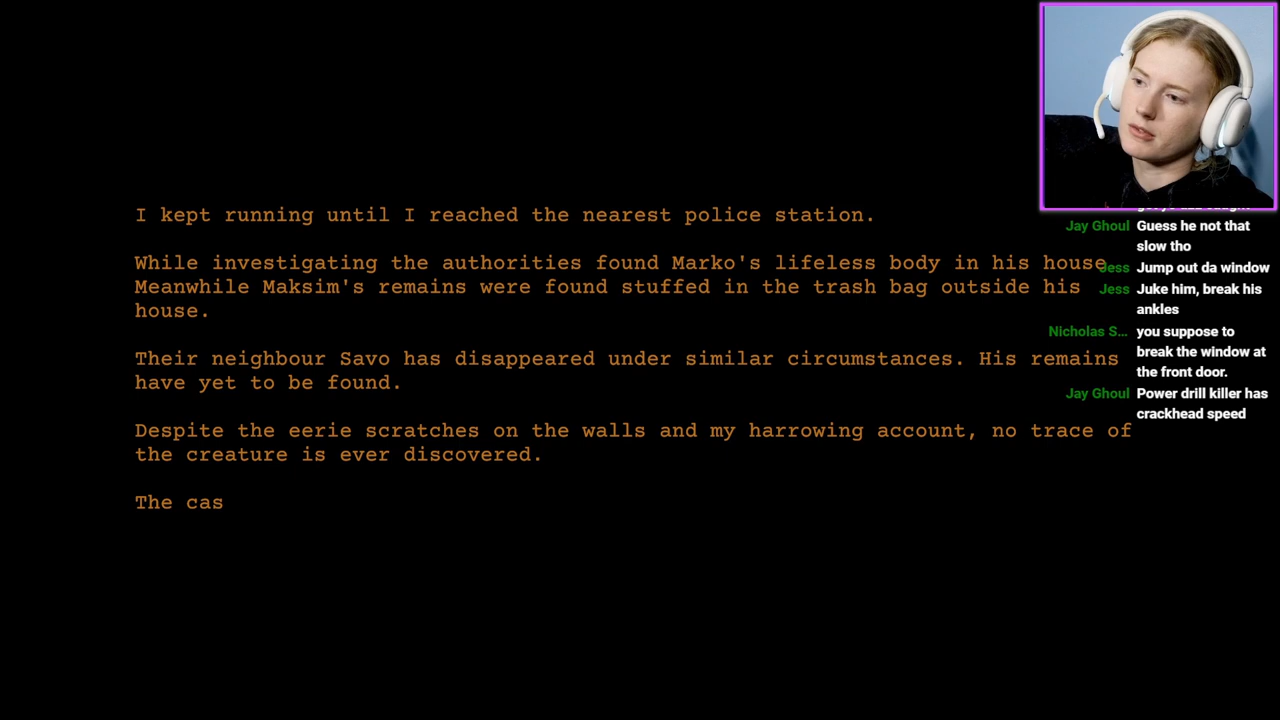 I kept running until I reached the nearest police station.
While investigating the authorities found Marko's lifeless body in his house
Meanwhile Maksim's remains were found stuffed in the trash bag outside his
house.
Their neighbour Savo has disappeared under similar circumstances. His remains
have yet to be found.
Despite the eerie scratches on the walls and my harrowing account, no trace of
the creature is ever discovered.
The cas
Jay Ghoul Guess he not that
slow tho
Jess Jump out da window
Jess Juke him, break his
ankles
Nicholas S... you suppose to
break the window at
the front door.
Jay Ghoul Power drill killer has
crackhead speed